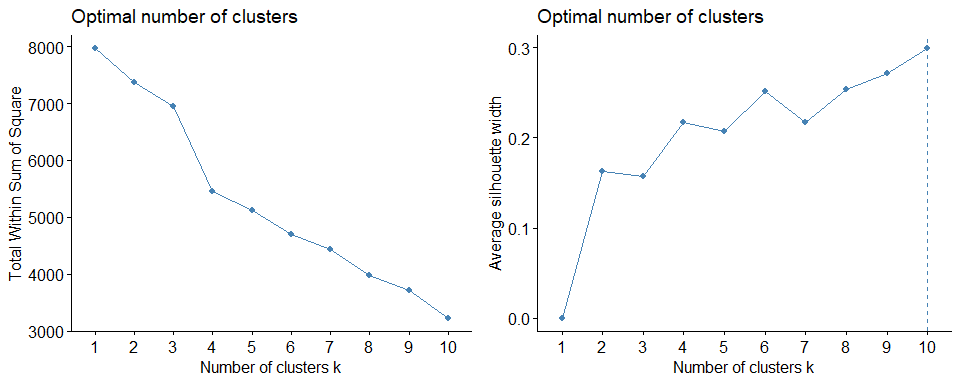 Optimal number of clusters
Total Within Sum of Square
8000
7000
6000
5000
4000
3000
1 2 3 4 5 6 7 8 9 10
Number of clusters k
Optimal number of clusters
Average silhouette width
0.3
0.2
0.1
0.0
1 2 3 4 5 6 7 8 9 10
Number of clusters k